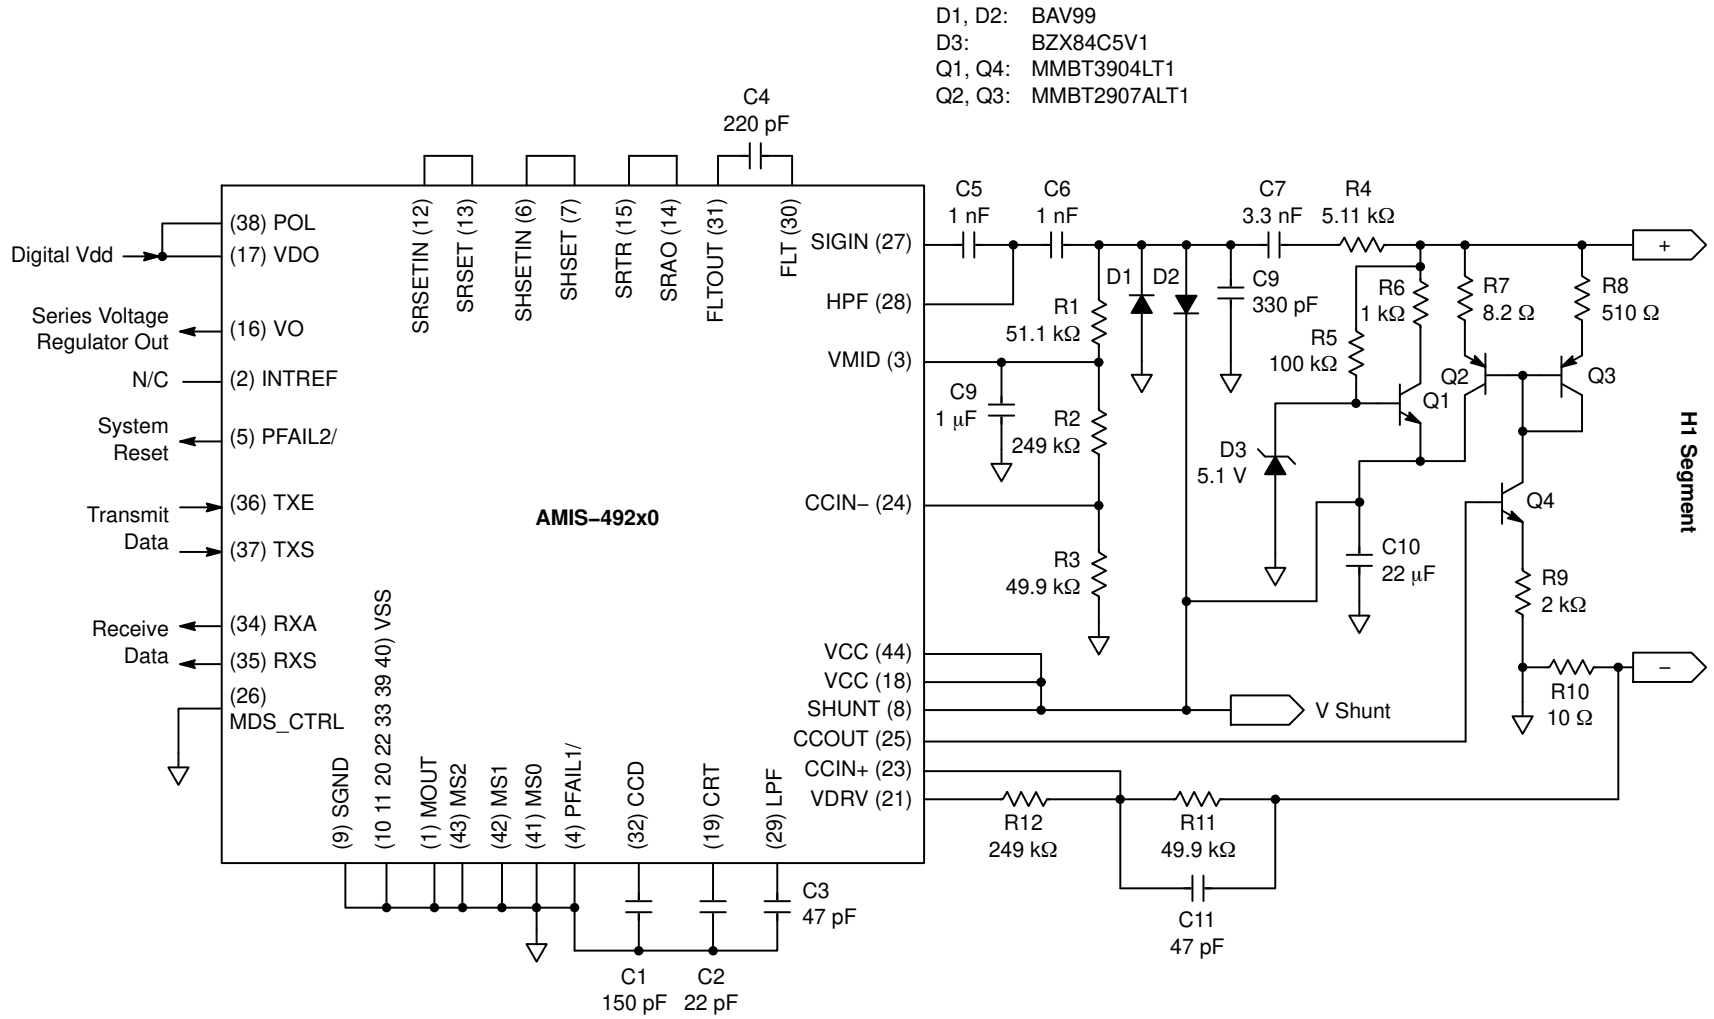 D1, D2: BAV99
D3: BZX84C5V1
Q1, Q4: MMBT3904LT1
Q2, Q3: MMBT2907ALT1
C4
220 pF
SRSETIN (12)
SRSET (13)
SHSETIN (6)
SHSET (7)
SRTR (15)
SRAO (14)
FLTOUT (31)
FLT (30)
Digital Vdd
(38) POL
(17) VDO
Series Voltage
Regulator Out
(16) VO
N/C
(2) INTREF
System
Reset
(5) PFAIL2/
Transmit
Data
(36) TXE
(37) TXS
Receive
Data
(34) RXA
(35) RXS
(26)
MDS_CTRL
AMIS–492x0
(9) SGND
(10 11 20 22 33 39 40) VSS
(1) MOUT
(43) MS2
(42) MS1
(41) MS0
(4) PFAIL1/
(32) CCD
(19) CRT
(29) LPF
C1
150 pF
C2
22 pF
C3
47 pF
SIGIN (27)
HPF (28)
VMID (3)
CCIN– (24)
VCC (44)
VCC (18)
SHUNT (8)
CCOUT (25)
CCIN+ (23)
VDRV (21)
C5
1 nF
C6
1 nF
C7
3.3 nF
R4
5.11 kΩ
+
R1
51.1 kΩ
D1
D2
C9
330 pF
R5
100 kΩ
R6
1 kΩ
R7
8.2 Ω
R8
510 Ω
Q1
Q2
Q3
C9
1 μF
R2
249 kΩ
D3
5.1 V
Q4
H1 Segment
R3
49.9 kΩ
C10
22 μF
R9
2 kΩ
–
R10
10 Ω
V Shunt
R12
249 kΩ
R11
49.9 kΩ
C11
47 pF